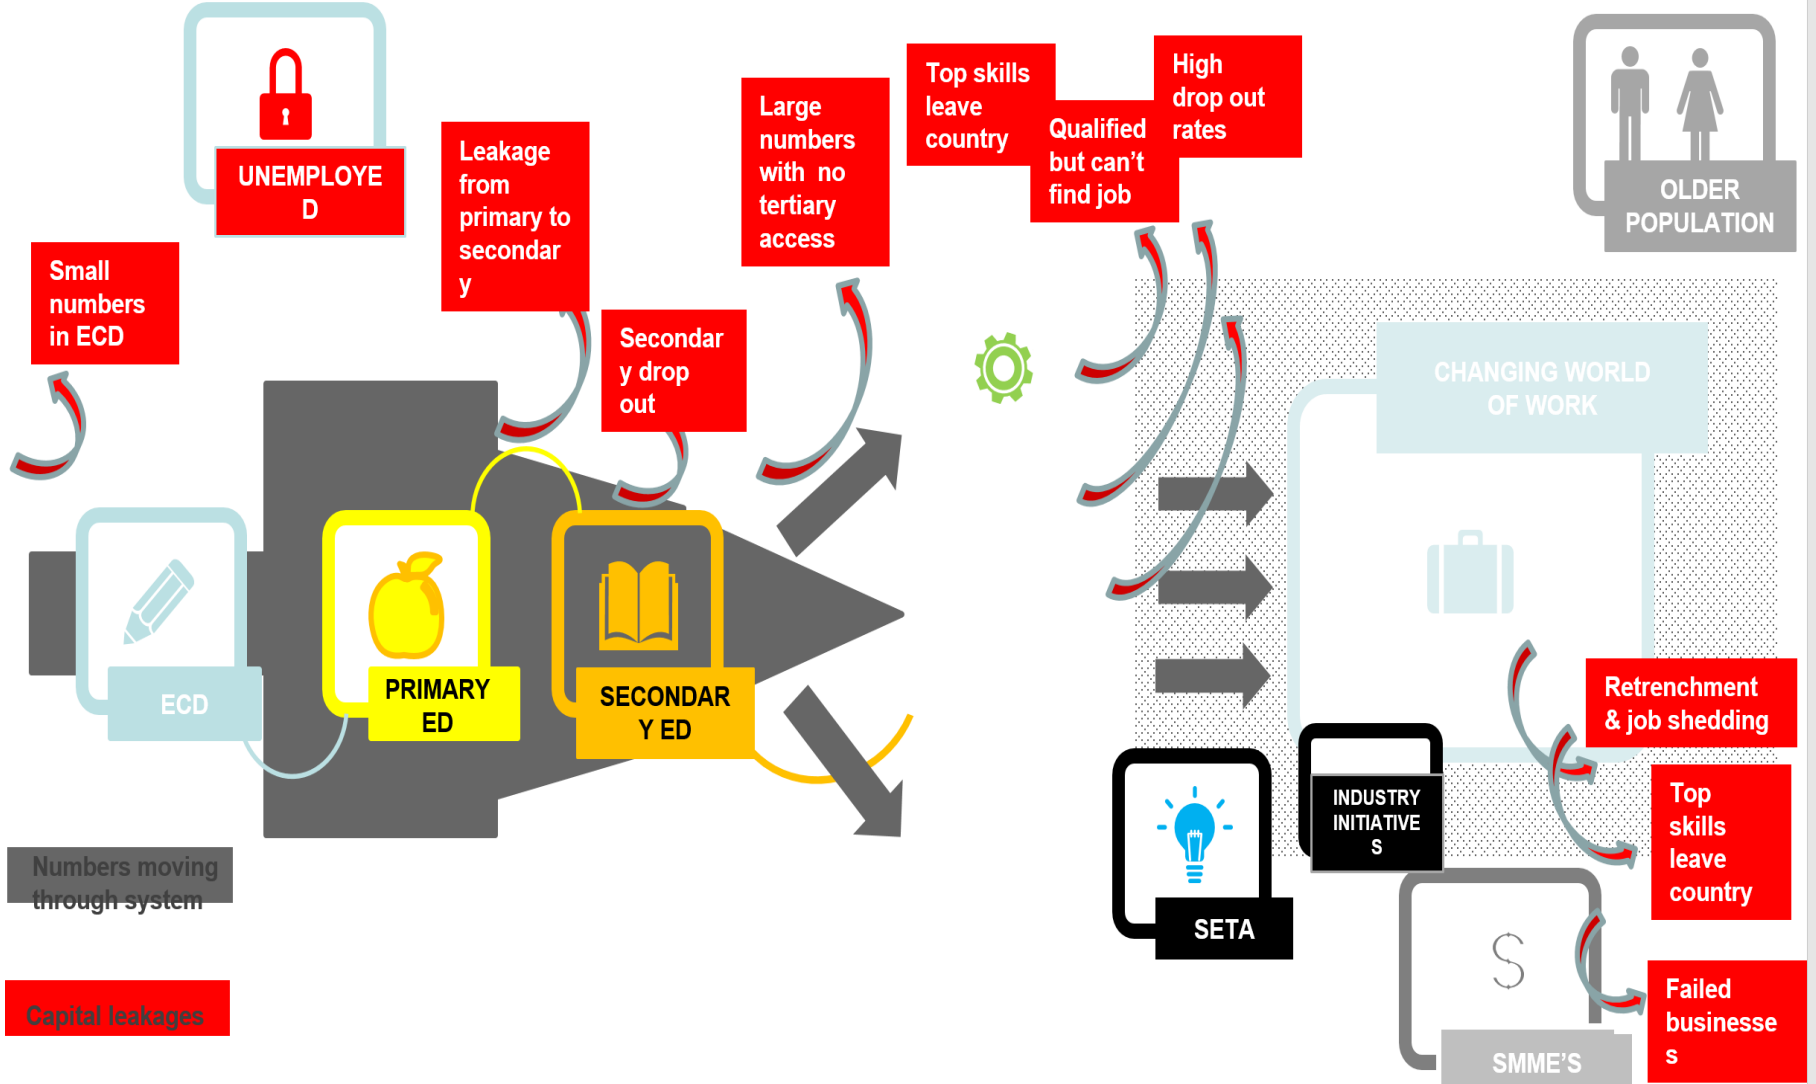 UNEMPLOYE
D
Small
numbers
in ECD
Leakage
from
primary to
secondar
y
Secondar
y drop
out
Large
numbers
with no
tertiary
access
Top skills
leave
country
Qualified
but can't
find job
High
drop out
rates
OLDER
POPULATION
CHANGING WORLD
OF WORK
ECD
PRIMARY
ED
SECONDAR
Y ED
Retrenchment
& job shedding
Top
skills
leave
country
INDUSTRY
INITIATIVE
S
SETA
$
SMME'S
Failed
businesse
s
Numbers moving
through system
Capital leakages